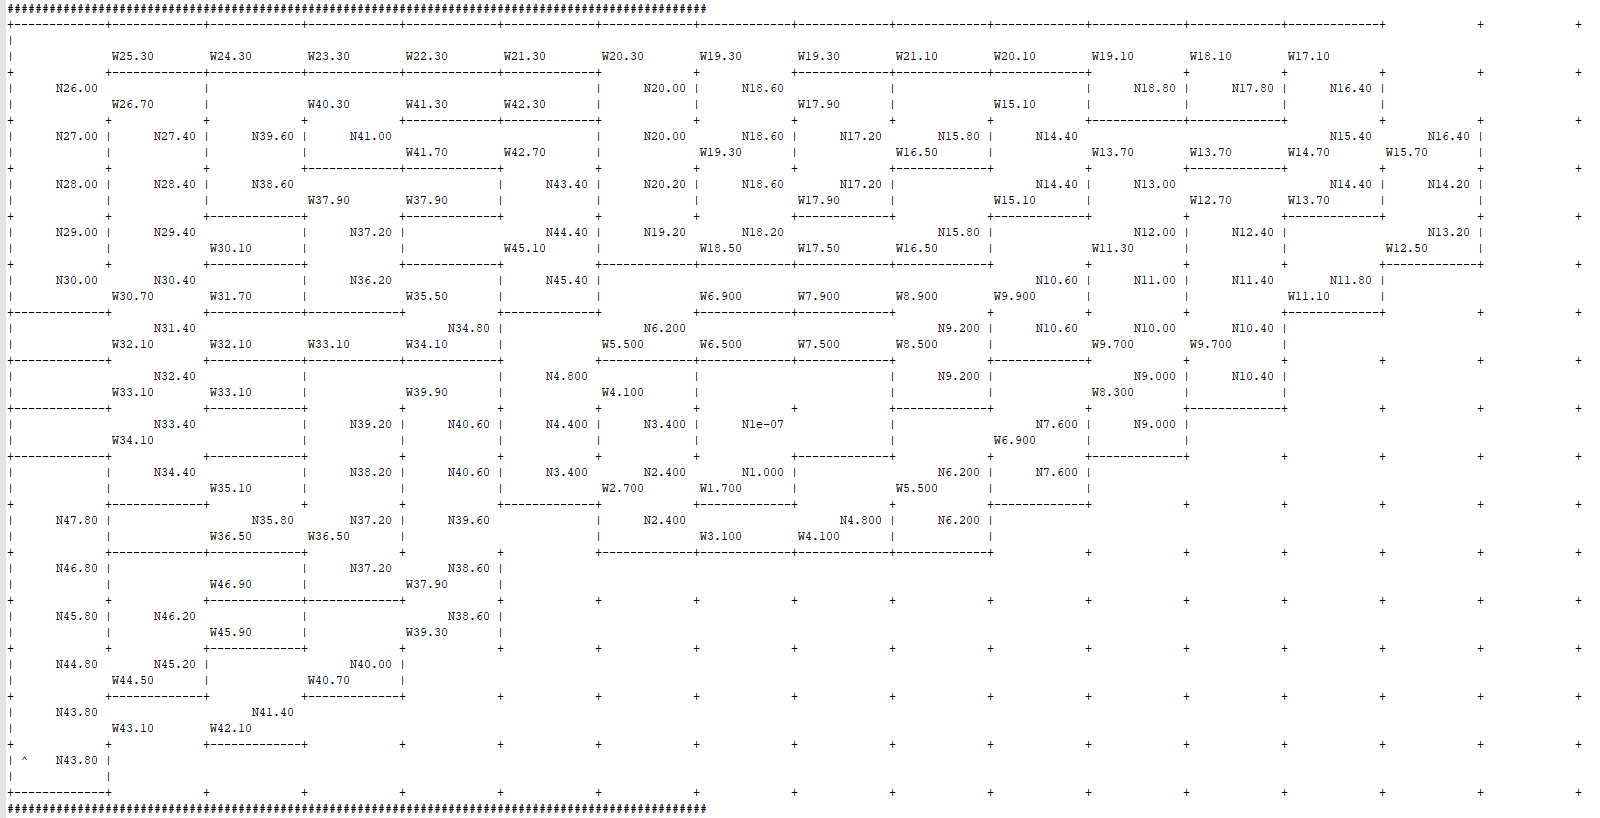 ####################################################################################################
W25.30 W24.30 W23.30 W22.30 W21.30 W20.30 W19.30 W19.30 W21.10 W20.10 W19.10 W18.10 W17.10
N26.00 N20.00 N18.60 N18.80 N17.80 N16.40
W26.70 W40.30 W41.30 W42.30 W17.90 W15.10
N27.00 N27.40 N39.60 N41.00 N20.00 N18.60 N17.20 N15.80 N14.40 N15.40 N16.40
W41.70 W42.70 W19.30 W16.50 W13.70 W13.70 W14.70 W15.70
N28.00 N28.40 N38.60 N43.40 N20.20 N18.60 N17.20 N14.40 N13.00 N14.40 N14.20
W37.90 W37.90 W17.90 W15.10 W12.70 W13.70
N29.00 N29.40 N37.20 N44.40 N19.20 N18.20 N15.80 N12.00 N12.40 N13.20
W30.10 W45.10 W18.50 W17.50 W16.50 W11.30 W12.50
N30.00 N30.40 N36.20 N45.40 N10.60 N11.00 N11.40 N11.80
W30.70 W31.70 W35.50 W6.900 W7.900 W8.900 W9.900 W11.10
N31.40 N34.80 N6.200 N9.200 N10.60 N10.00 N10.40
W32.10 W32.10 W33.10 W34.10 W5.500 W6.500 W7.500 W8.500 W9.700 W9.700
N32.40 N4.800 N9.200 N9.000 N10.40
W33.10 W33.10 W39.90 W4.100 W8.300
N33.40 N39.20 N40.60 N4.400 N3.400 N1e-07 N7.600 N9.000
W34.10 W6.900
N34.40 N38.20 N40.60 N3.400 N2.400 N1.000 N6.200 N7.600
W35.10 W2.700 W1.700 W5.500
N47.80 N35.80 N37.20 N39.60 N2.400 N4.800 N6.200
W36.50 W36.50 W3.100 W4.100
N46.80 N37.20 N38.60
W46.90 W37.90
N45.80 N46.20 N38.60
W45.90 W39.30
N44.80 N45.20 N40.00
W44.50 W40.70
N43.80 N41.40
W43.10 W42.10
^ N43.80
####################################################################################################